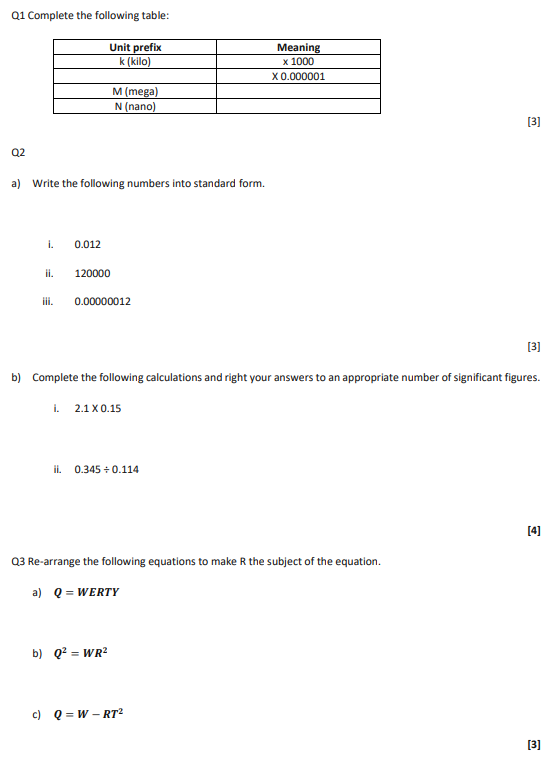 Q1 Complete the following table:
Unit prefix Meaning
k (kilo) x 1000
X 0.000001
M (mega)
N (nano)
[3]
Q2
a) Write the following numbers into standard form.
i. 0.012
ii. 120000
iii. 0.00000012
[3]
b) Complete the following calculations and right your answers to an appropriate number of significant figures.
i. 2.1 X 0.15
ii. 0.345 ÷ 0.114
[4]
Q3 Re-arrange the following equations to make R the subject of the equation.
a) Q = WERTY
b) Q² = WR²
c) Q = W – RT²
[3]